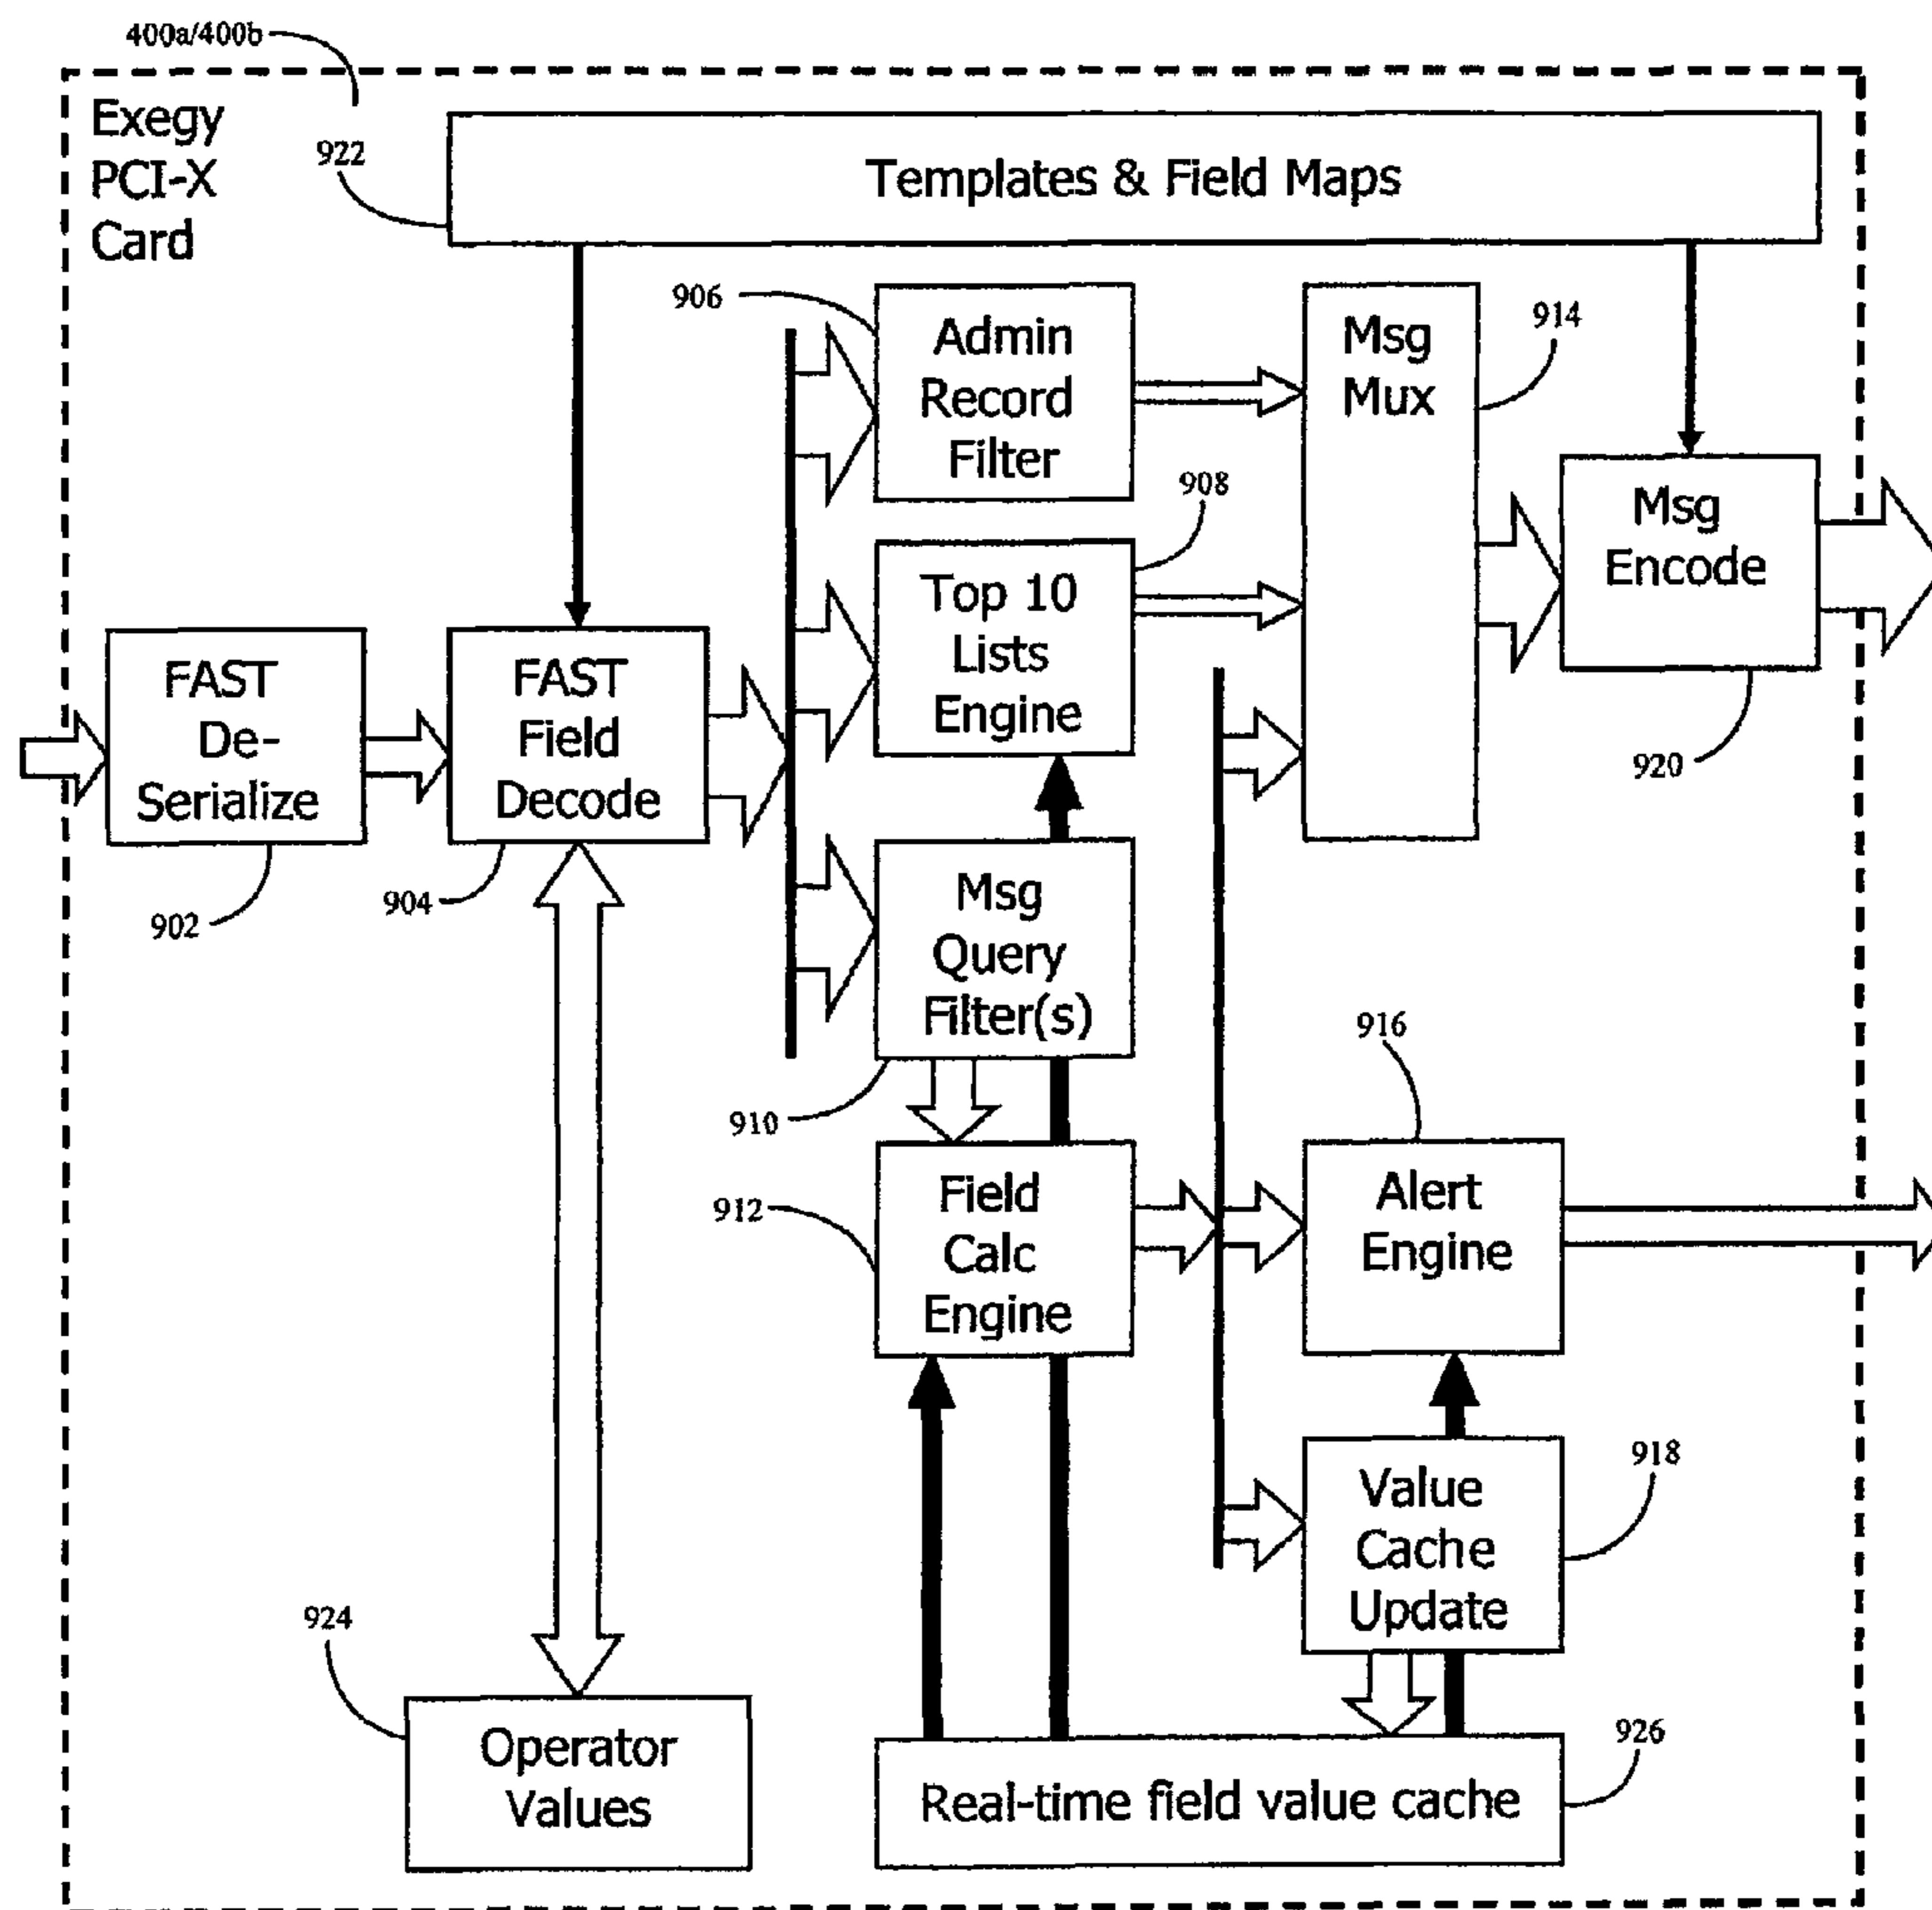 400a/400b
Exegy
PCI-X
Card
922
Templates & Field Maps
906
Admin
Record
Filter
Msg
Mux
914
908
Top 10
Lists
Engine
Msg
Encode
920
FAST
De-
Serialize
902
FAST
Field
Decode
904
Msg
Query
Filter(s)
910
916
912
Field
Calc
Engine
Alert
Engine
918
Value
Cache
Update
924
Operator
Values
926
Real-time field value cache